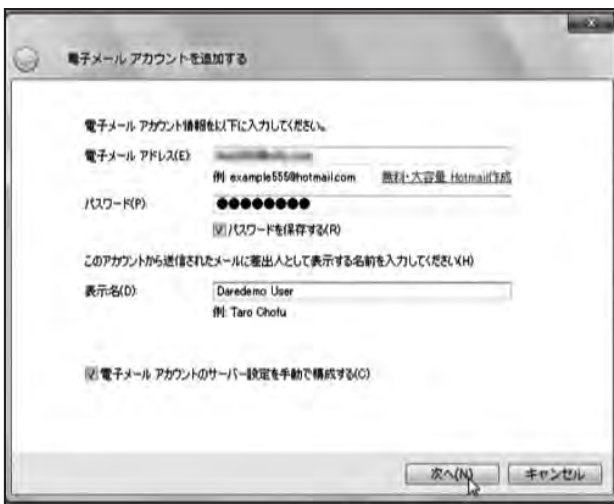 電子メール アカウントを追加する
電子メール アカウント情報を以下に入力してください。
電子メール アドレス(E):
例: example555@hotmail.com 無料・大容量 Hotmail作成
パスワード(P): ●●●●●●●●
パスワードを保存する(R)
このアカウントから送信されたメールに差出人として表示する名前を入力してください(H)
表示名(D): Daredemo User
例: Taro Chofu
電子メール アカウントのサーバー設定を手動で構成する(C)
次へ(N) キャンセル